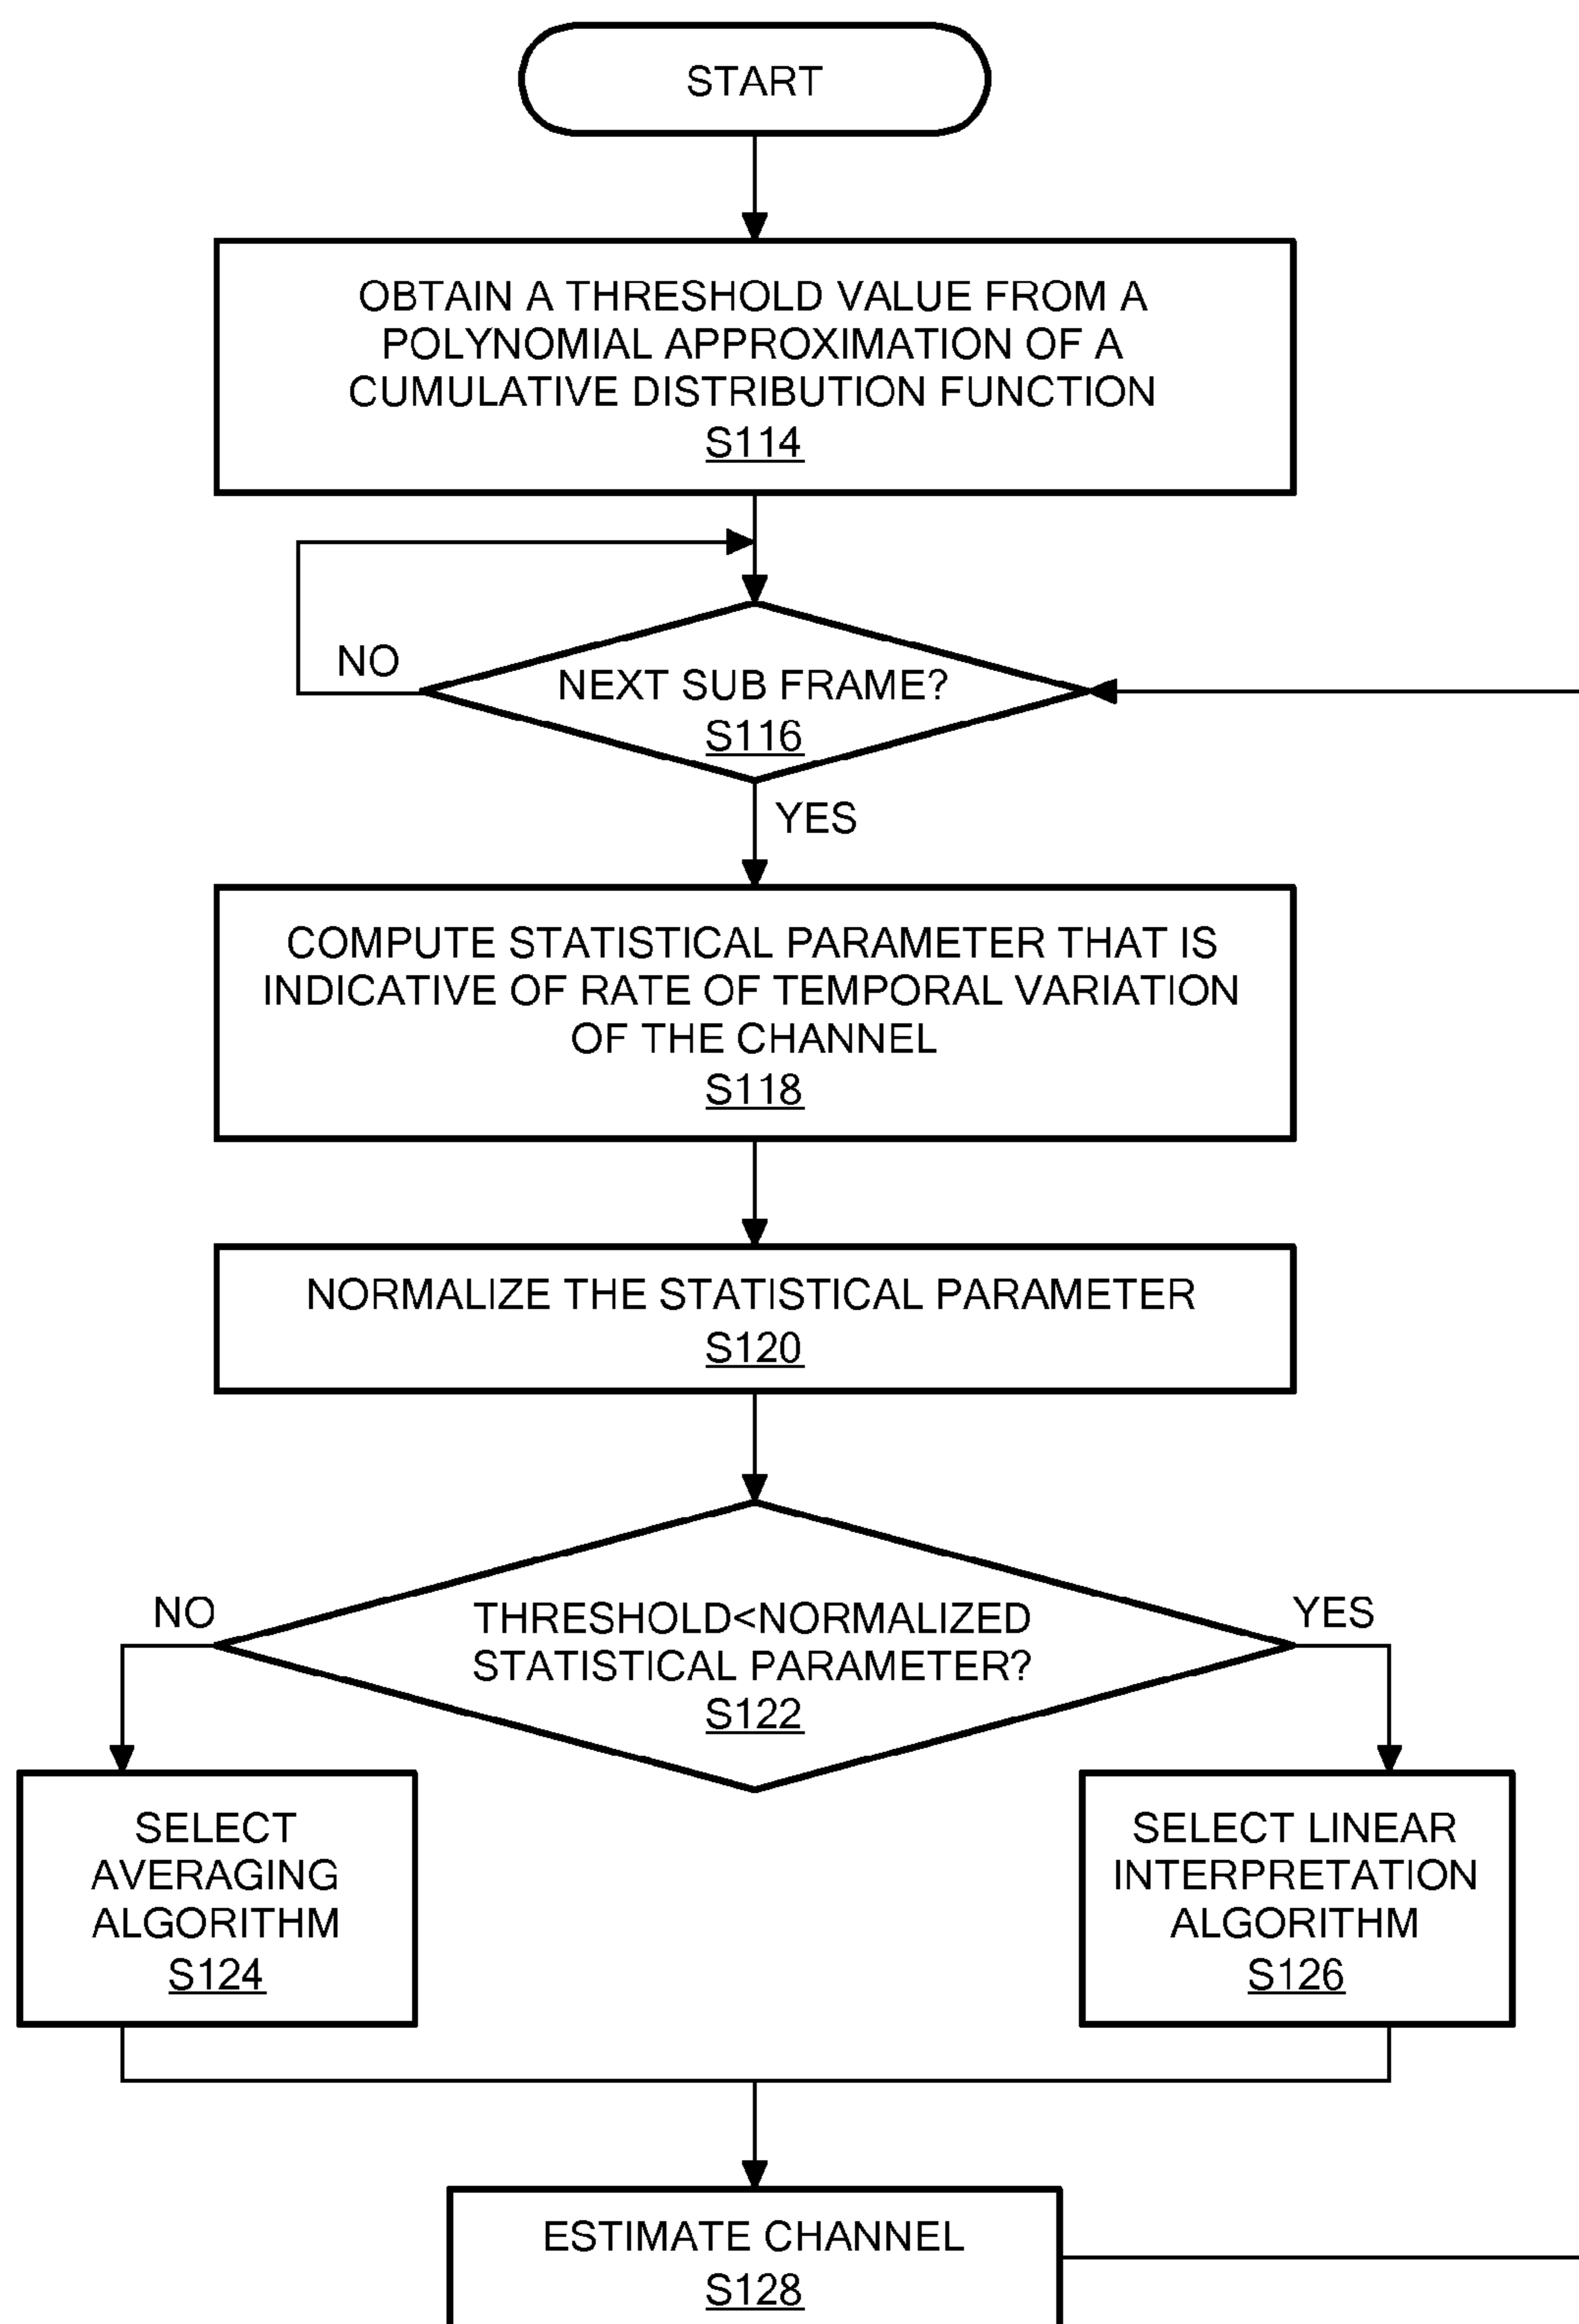 START
OBTAIN A THRESHOLD VALUE FROM A
POLYNOMIAL APPROXIMATION OF A
CUMULATIVE DISTRIBUTION FUNCTION
S114
NO
NEXT SUB FRAME?
S116
YES
COMPUTE STATISTICAL PARAMETER THAT IS
INDICATIVE OF RATE OF TEMPORAL VARIATION
OF THE CHANNEL
S118
NORMALIZE THE STATISTICAL PARAMETER
S120
NO
THRESHOLD<NORMALIZED
STATISTICAL PARAMETER?
S122
YES
SELECT
AVERAGING
ALGORITHM
S124
SELECT LINEAR
INTERPRETATION
ALGORITHM
S126
ESTIMATE CHANNEL
S128